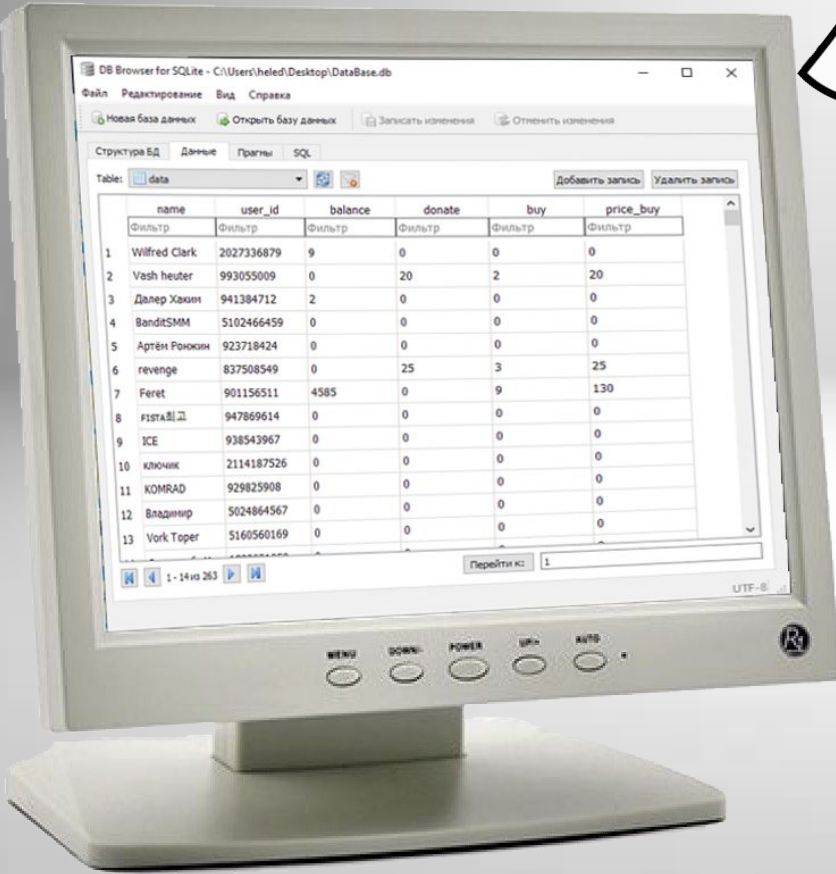 DB Browser for SQLite - C:\Users\heled\Desktop\DataBase.db
Файл Редактирование Вид Справка
Новая база данных Открыть базу данных Записать изменения Отменить изменения
Структура БД Данные Прагмы SQL
Table: data Добавить запись Удалить запись
name user_id balance donate buy price_buy
Фильтр Фильтр Фильтр Фильтр Фильтр Фильтр
1 Wilfred Clark 2027336879 9 0 0 0
2 Vash heuter 993055009 0 20 2 20
3 Далер Хаким 941384712 2 0 0 0
4 BanditSMM 5102466459 0 0 0 0
5 Артём Ронжин 923718424 0 0 0 0
6 revenge 837508549 0 25 3 25
7 Feret 901156511 4585 0 9 130
8 FISTA최고 947869614 0 0 0 0
9 ICE 938543967 0 0 0 0
10 ключик 2114187526 0 0 0 0
11 KOMRAD 929825908 0 0 0 0
12 Владимир 5024864567 0 0 0 0
13 Vork Toper 5160560169 0 0 0 0
1 - 14 из 263 Перейти к: 1
UTF-8
MENU DOWN/- POWER UP/+ AUTO